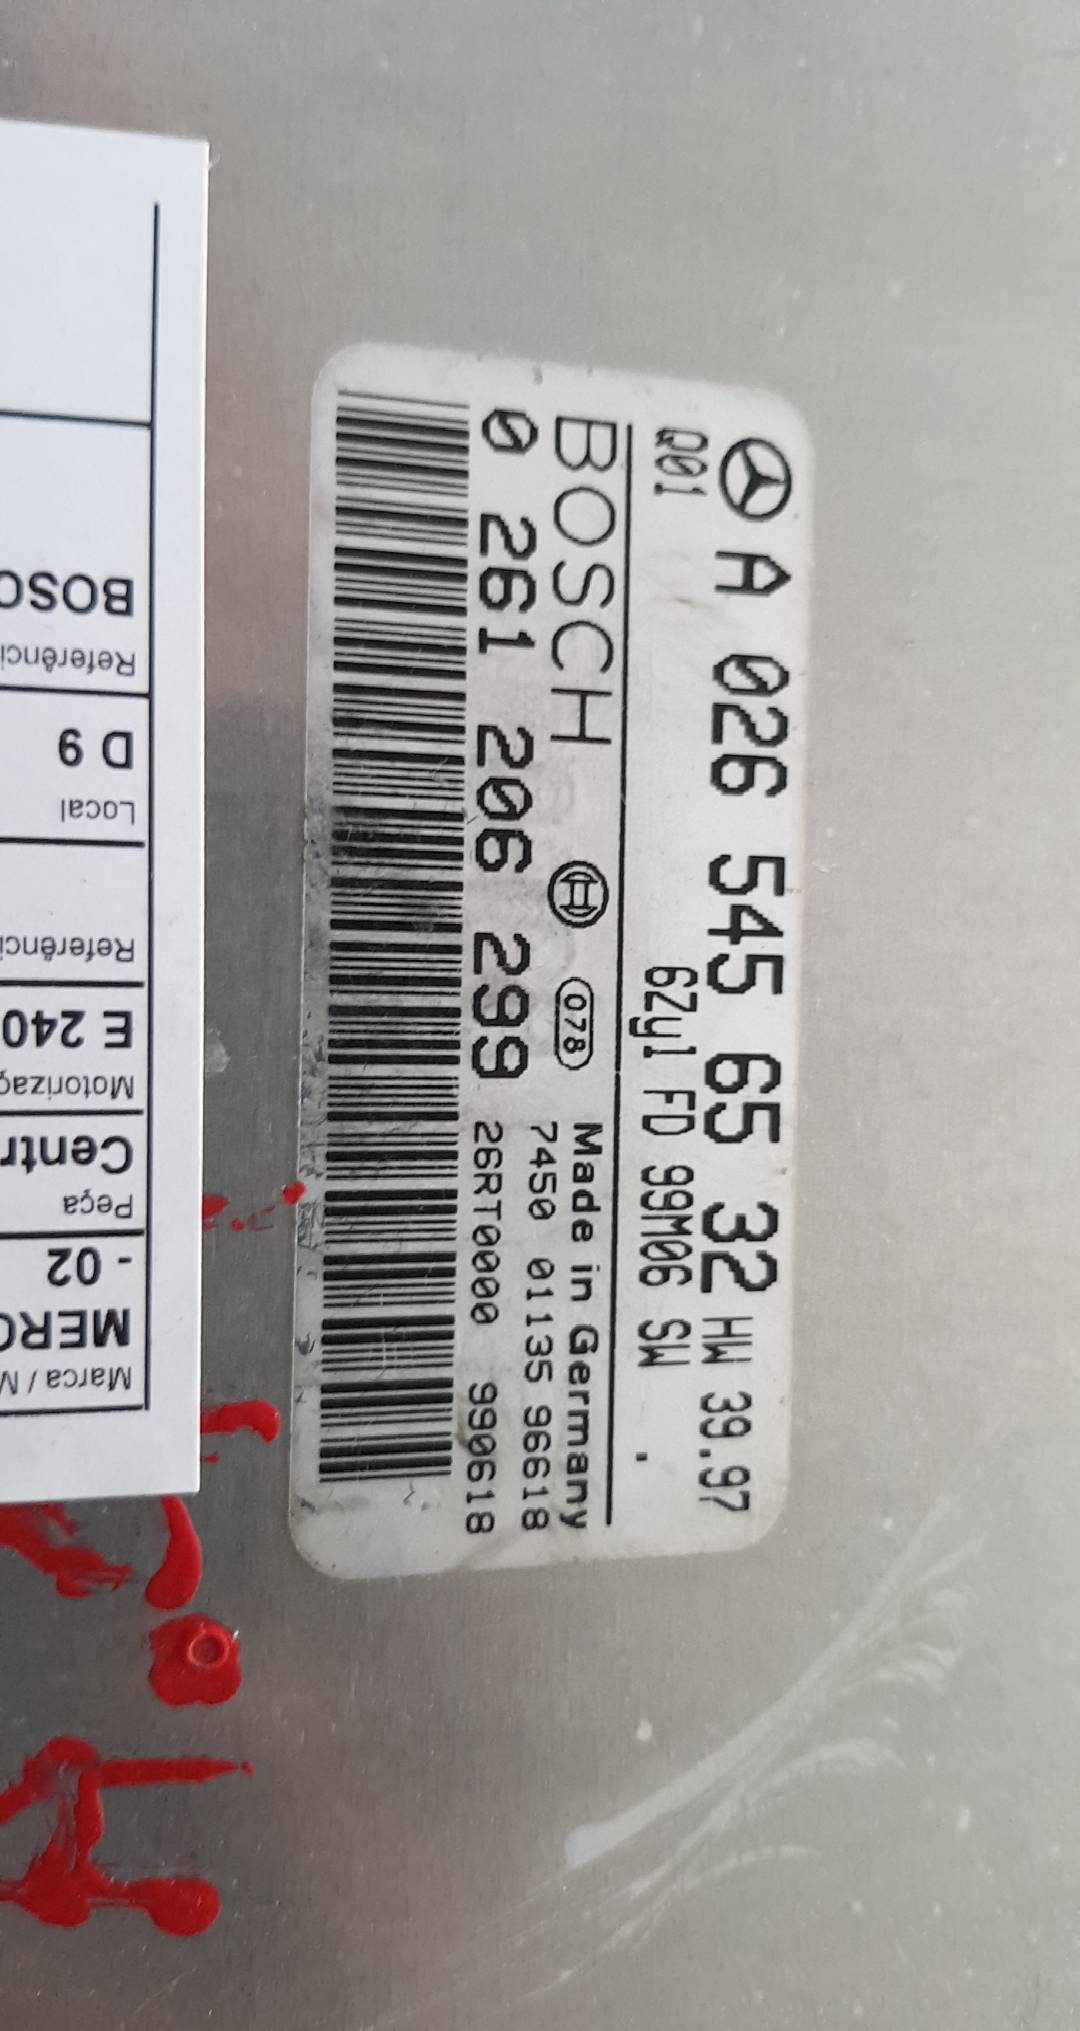 A 026 545 65 32 HW 39.97
Q01 6Zyl FD 99M06 SW .
BOSCH 078 Made in Germany
7450 01135 96618
0 261 206 299
26RT0000 990618
Marca / M
MERC
- 02
Peça
Centr
Motorizaç
E 240
Referênci
Local
D 9
Referênci
BOSC